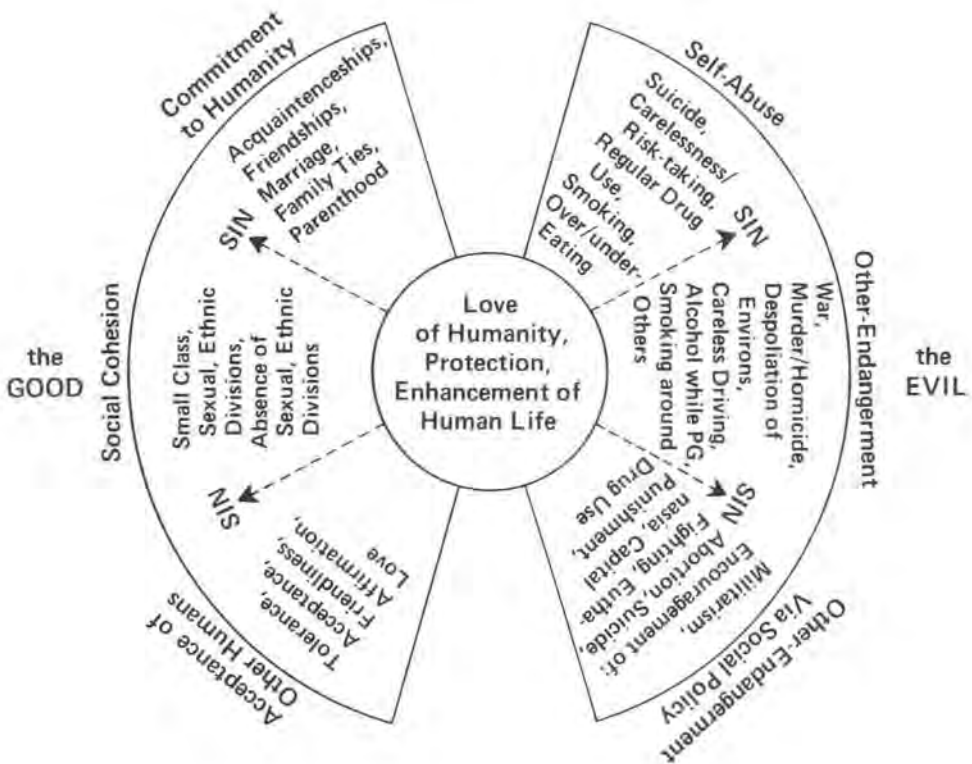 Commitment
to Humanity
Acquaintenceships,
Friendships,
Marriage,
Family Ties,
Parenthood
SIN
the
GOOD
Social Cohesion
Small Class,
Sexual, Ethnic
Divisions,
Absence of
Sexual, Ethnic
Divisions
SIN
Acceptance of
Other Humans
Tolerance,
Acceptance,
Friendliness,
Affirmation,
Love
Love
of Humanity,
Protection,
Enhancement of
Human Life
Self-Abuse
Suicide,
Carelessness/
Risk-taking,
Regular Drug
Use,
Smoking,
Over/under-
Eating
SIN
Other-Endangerment
War,
Murder/Homicide,
Despoliation of
Environs,
Careless Driving,
Alcohol while PG,
Smoking around
Others
the
EVIL
SIN
Other-Endangerment
Via Social Policy
Militarism,
Encouragement of:
Abortion, Suicide,
Fighting, Eutha-
nasia, Capital
Punishment,
Drug Use